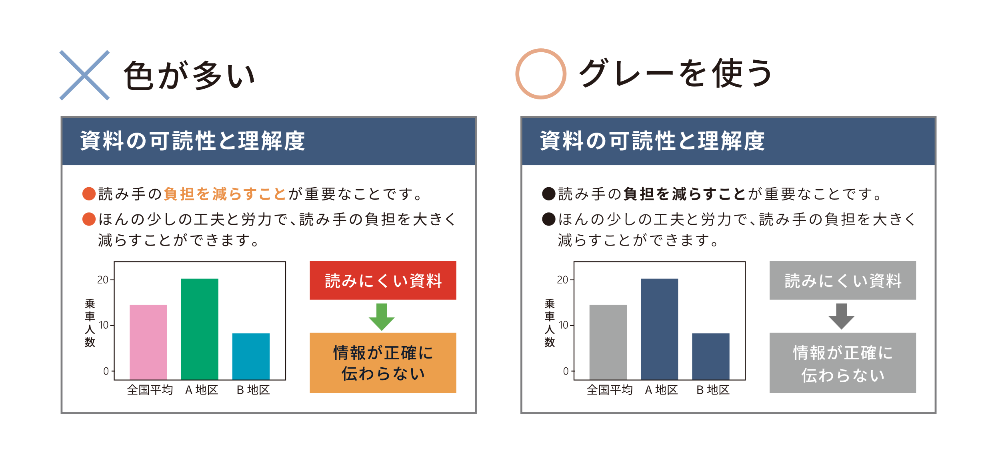 色が多い
資料の可読性と理解度
読み手の負担を減らすことが重要なことです。
ほんの少しの工夫と労力で、読み手の負担を大きく
減らすことができます。
20
10
0
乗車人数
全国平均
A 地区
B 地区
読みにくい資料
情報が正確に
伝わらない
グレーを使う
資料の可読性と理解度
読み手の負担を減らすことが重要なことです。
ほんの少しの工夫と労力で、読み手の負担を大きく
減らすことができます。
20
10
0
乗車人数
全国平均
A 地区
B 地区
読みにくい資料
情報が正確に
伝わらない